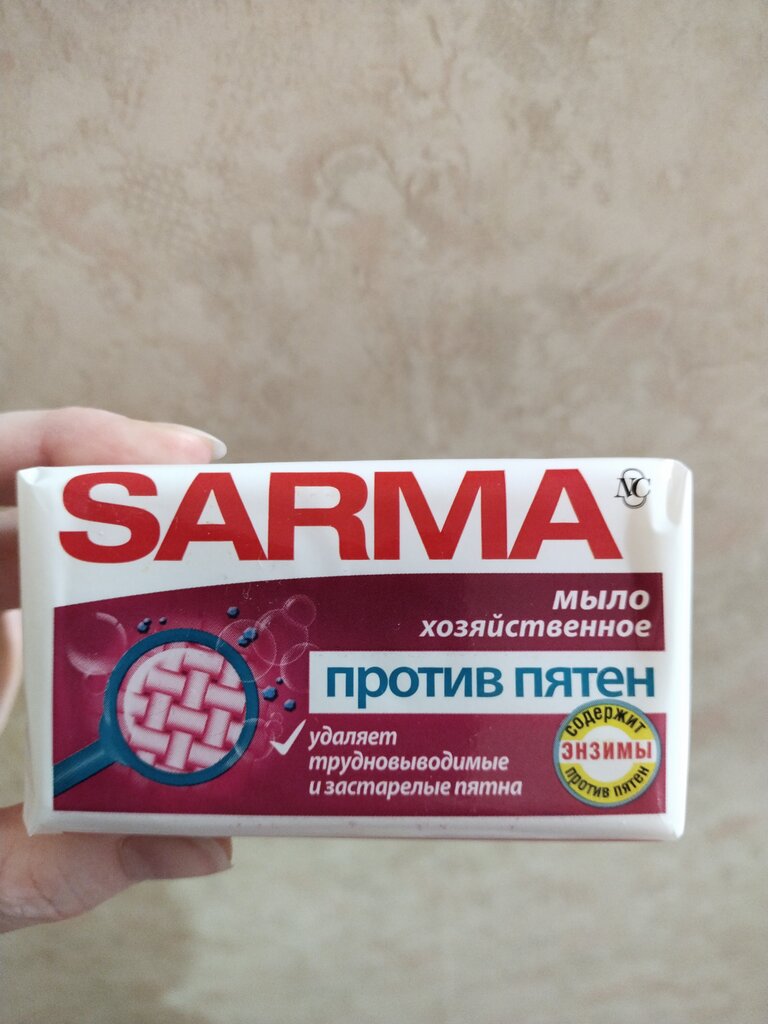 SARMA
NC
мыло
хозяйственное
против пятен
удаляет
трудновыводимые
и застарелые пятна
содержит
ЭНЗИМЫ
против пятен